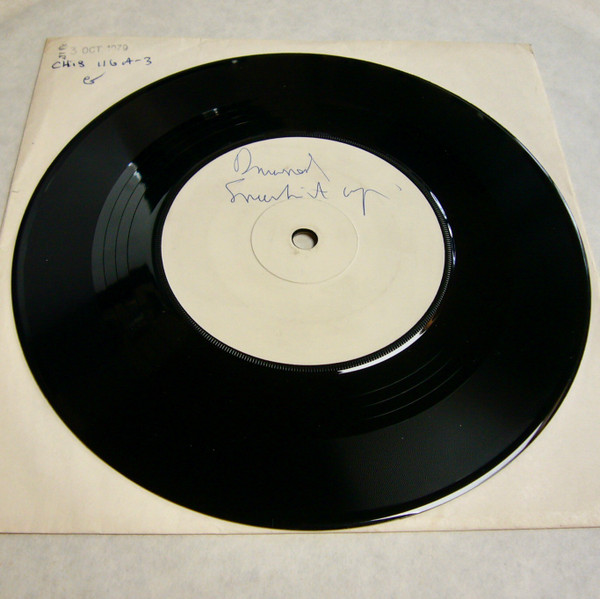 3 OCT 1979
CHIS 116 A-3
Damned
Smash it up